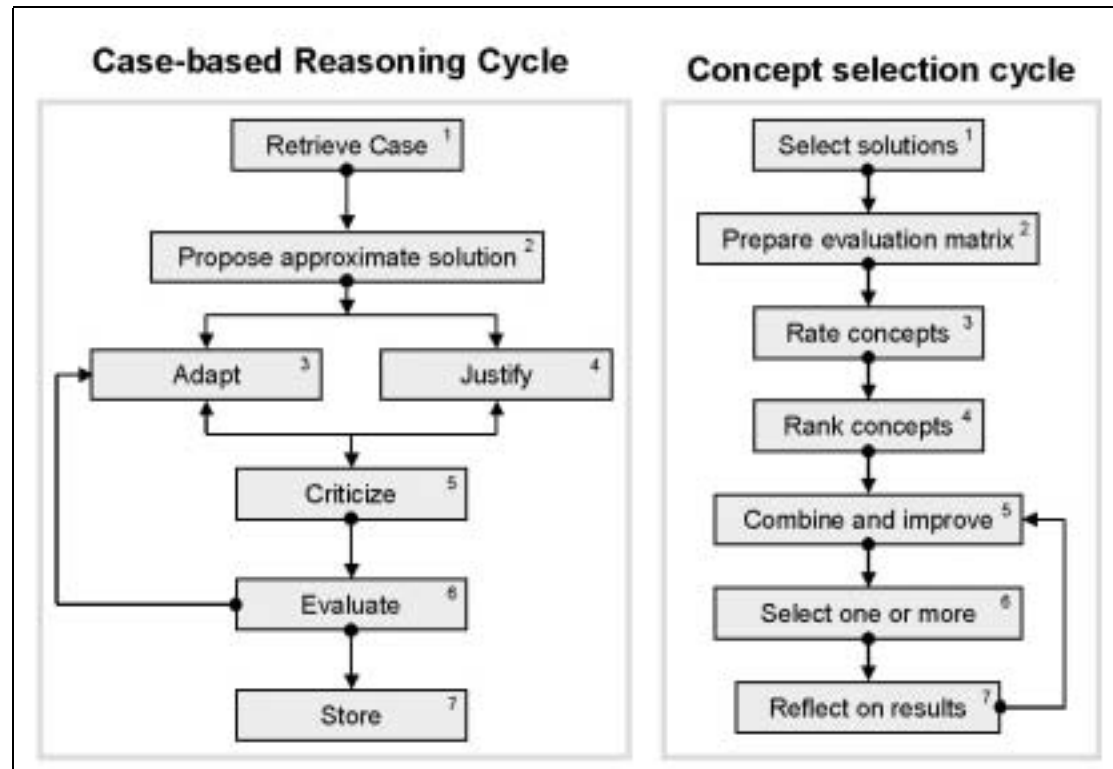 Case-based Reasoning Cycle
Retrieve Case 1
Propose approximate solution 2
Adapt 3
Justify 4
Criticize 5
Evaluate 6
Store 7
Concept selection cycle
Select solutions 1
Prepare evaluation matrix 2
Rate concepts 3
Rank concepts 4
Combine and improve 5
Select one or more 6
Reflect on results 7